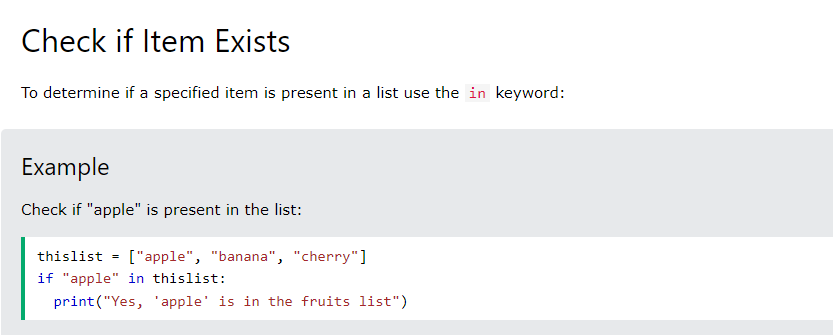 Check if Item Exists
To determine if a specified item is present in a list use the in keyword:
Example
Check if "apple" is present in the list:
thislist = ["apple", "banana", "cherry"]
if "apple" in thislist:
  print("Yes, 'apple' is in the fruits list")